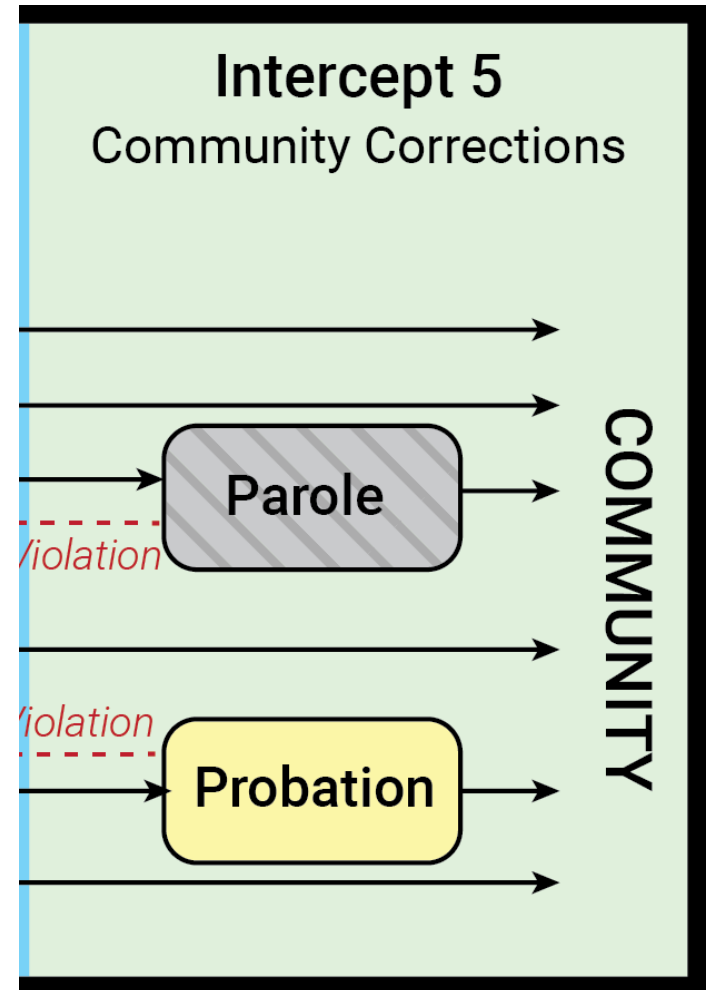 Intercept 5
Community Corrections
COMMUNITY
Parole
Violation
Violation
Probation